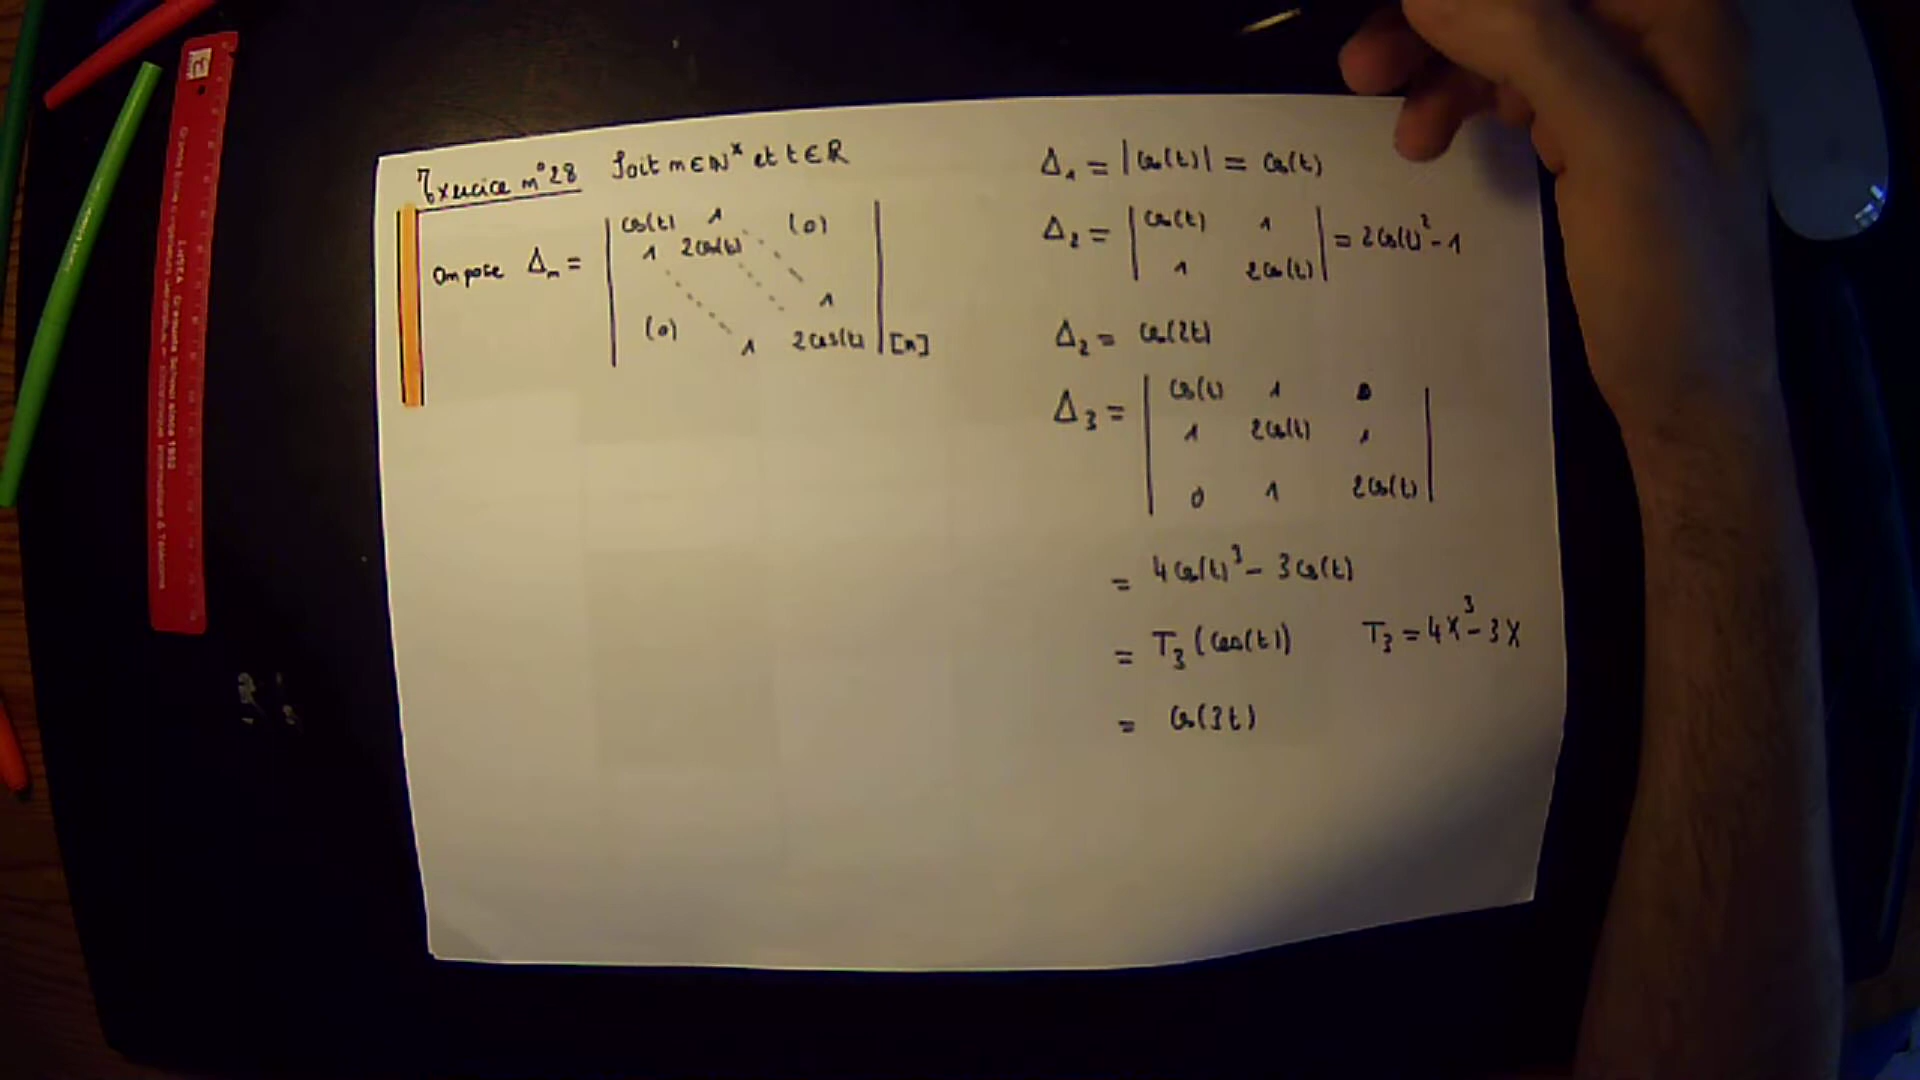 Exercice n°28 Soit n ∈ ℕ* et t ∈ ℝ
On pose Δₙ = | cos(t) 1 (0) |
1 2cos(t)
1
(0) 1 2cos(t) [n]
Δ₁ = |cos(t)| = cos(t)
Δ₂ = | cos(t) 1 | = 2cos(t)² - 1
| 1 2cos(t) |
Δ₂ = cos(2t)
Δ₃ = | cos(t) 1 0 |
| 1 2cos(t) 1 |
| 0 1 2cos(t) |
= 4cos(t)³ - 3cos(t)
= T₃(cos(t)) T₃ = 4X³ - 3X
= cos(3t)